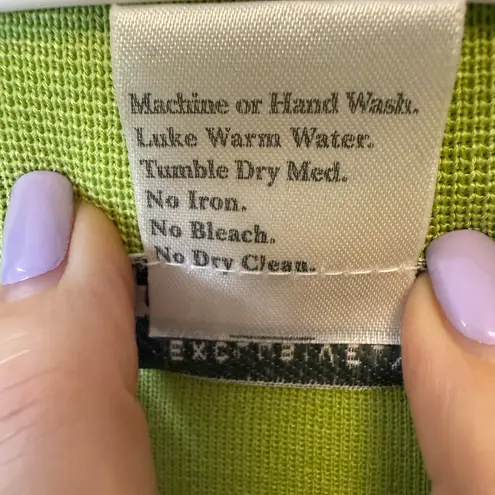 Machine or Hand Wash.
Luke Warm Water.
Tumble Dry Med.
No Iron.
No Bleach.
No Dry Clean.